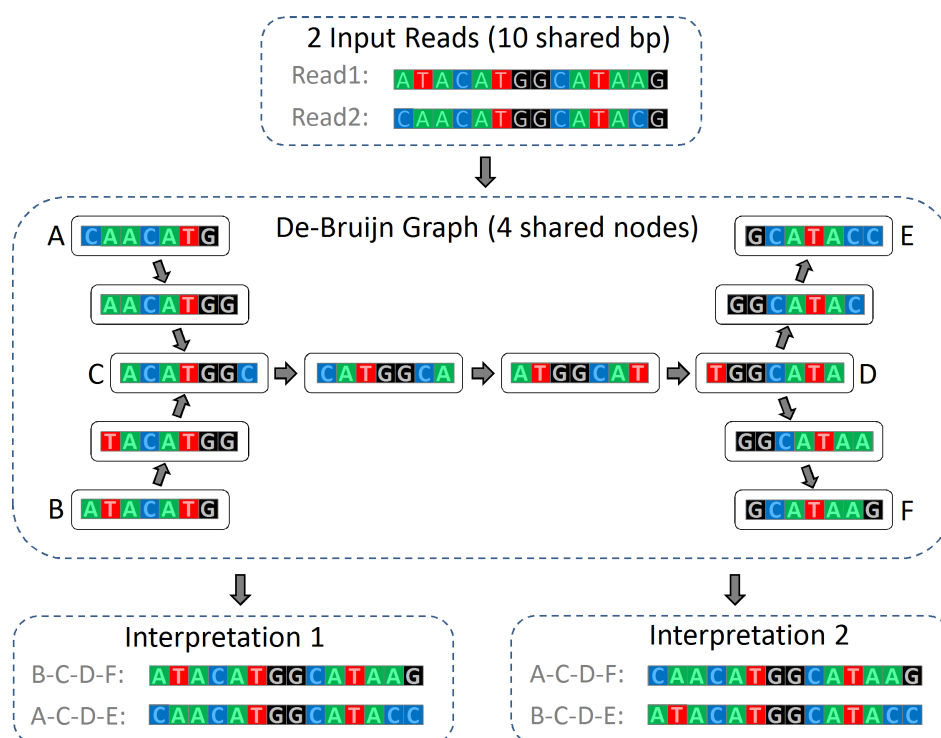 2 Input Reads (10 shared bp)
Read1: ATACATGGCATAAG
Read2: CAACATGGCATACG
De-Bruijn Graph (4 shared nodes)
A CAACATG
GCATACC E
AACATGG
GGCATAC
C ACATGGC
CATGGCA
ATGGCAT
TGGCATA D
TACATGG
GGCATAA
B ATACATG
GCATAAG F
Interpretation 1
B-C-D-F: ATACATGGCATAAG
A-C-D-E: CAACATGGCATACC
Interpretation 2
A-C-D-F: CAACATGGCATAAG
B-C-D-E: ATACATGGCATACC